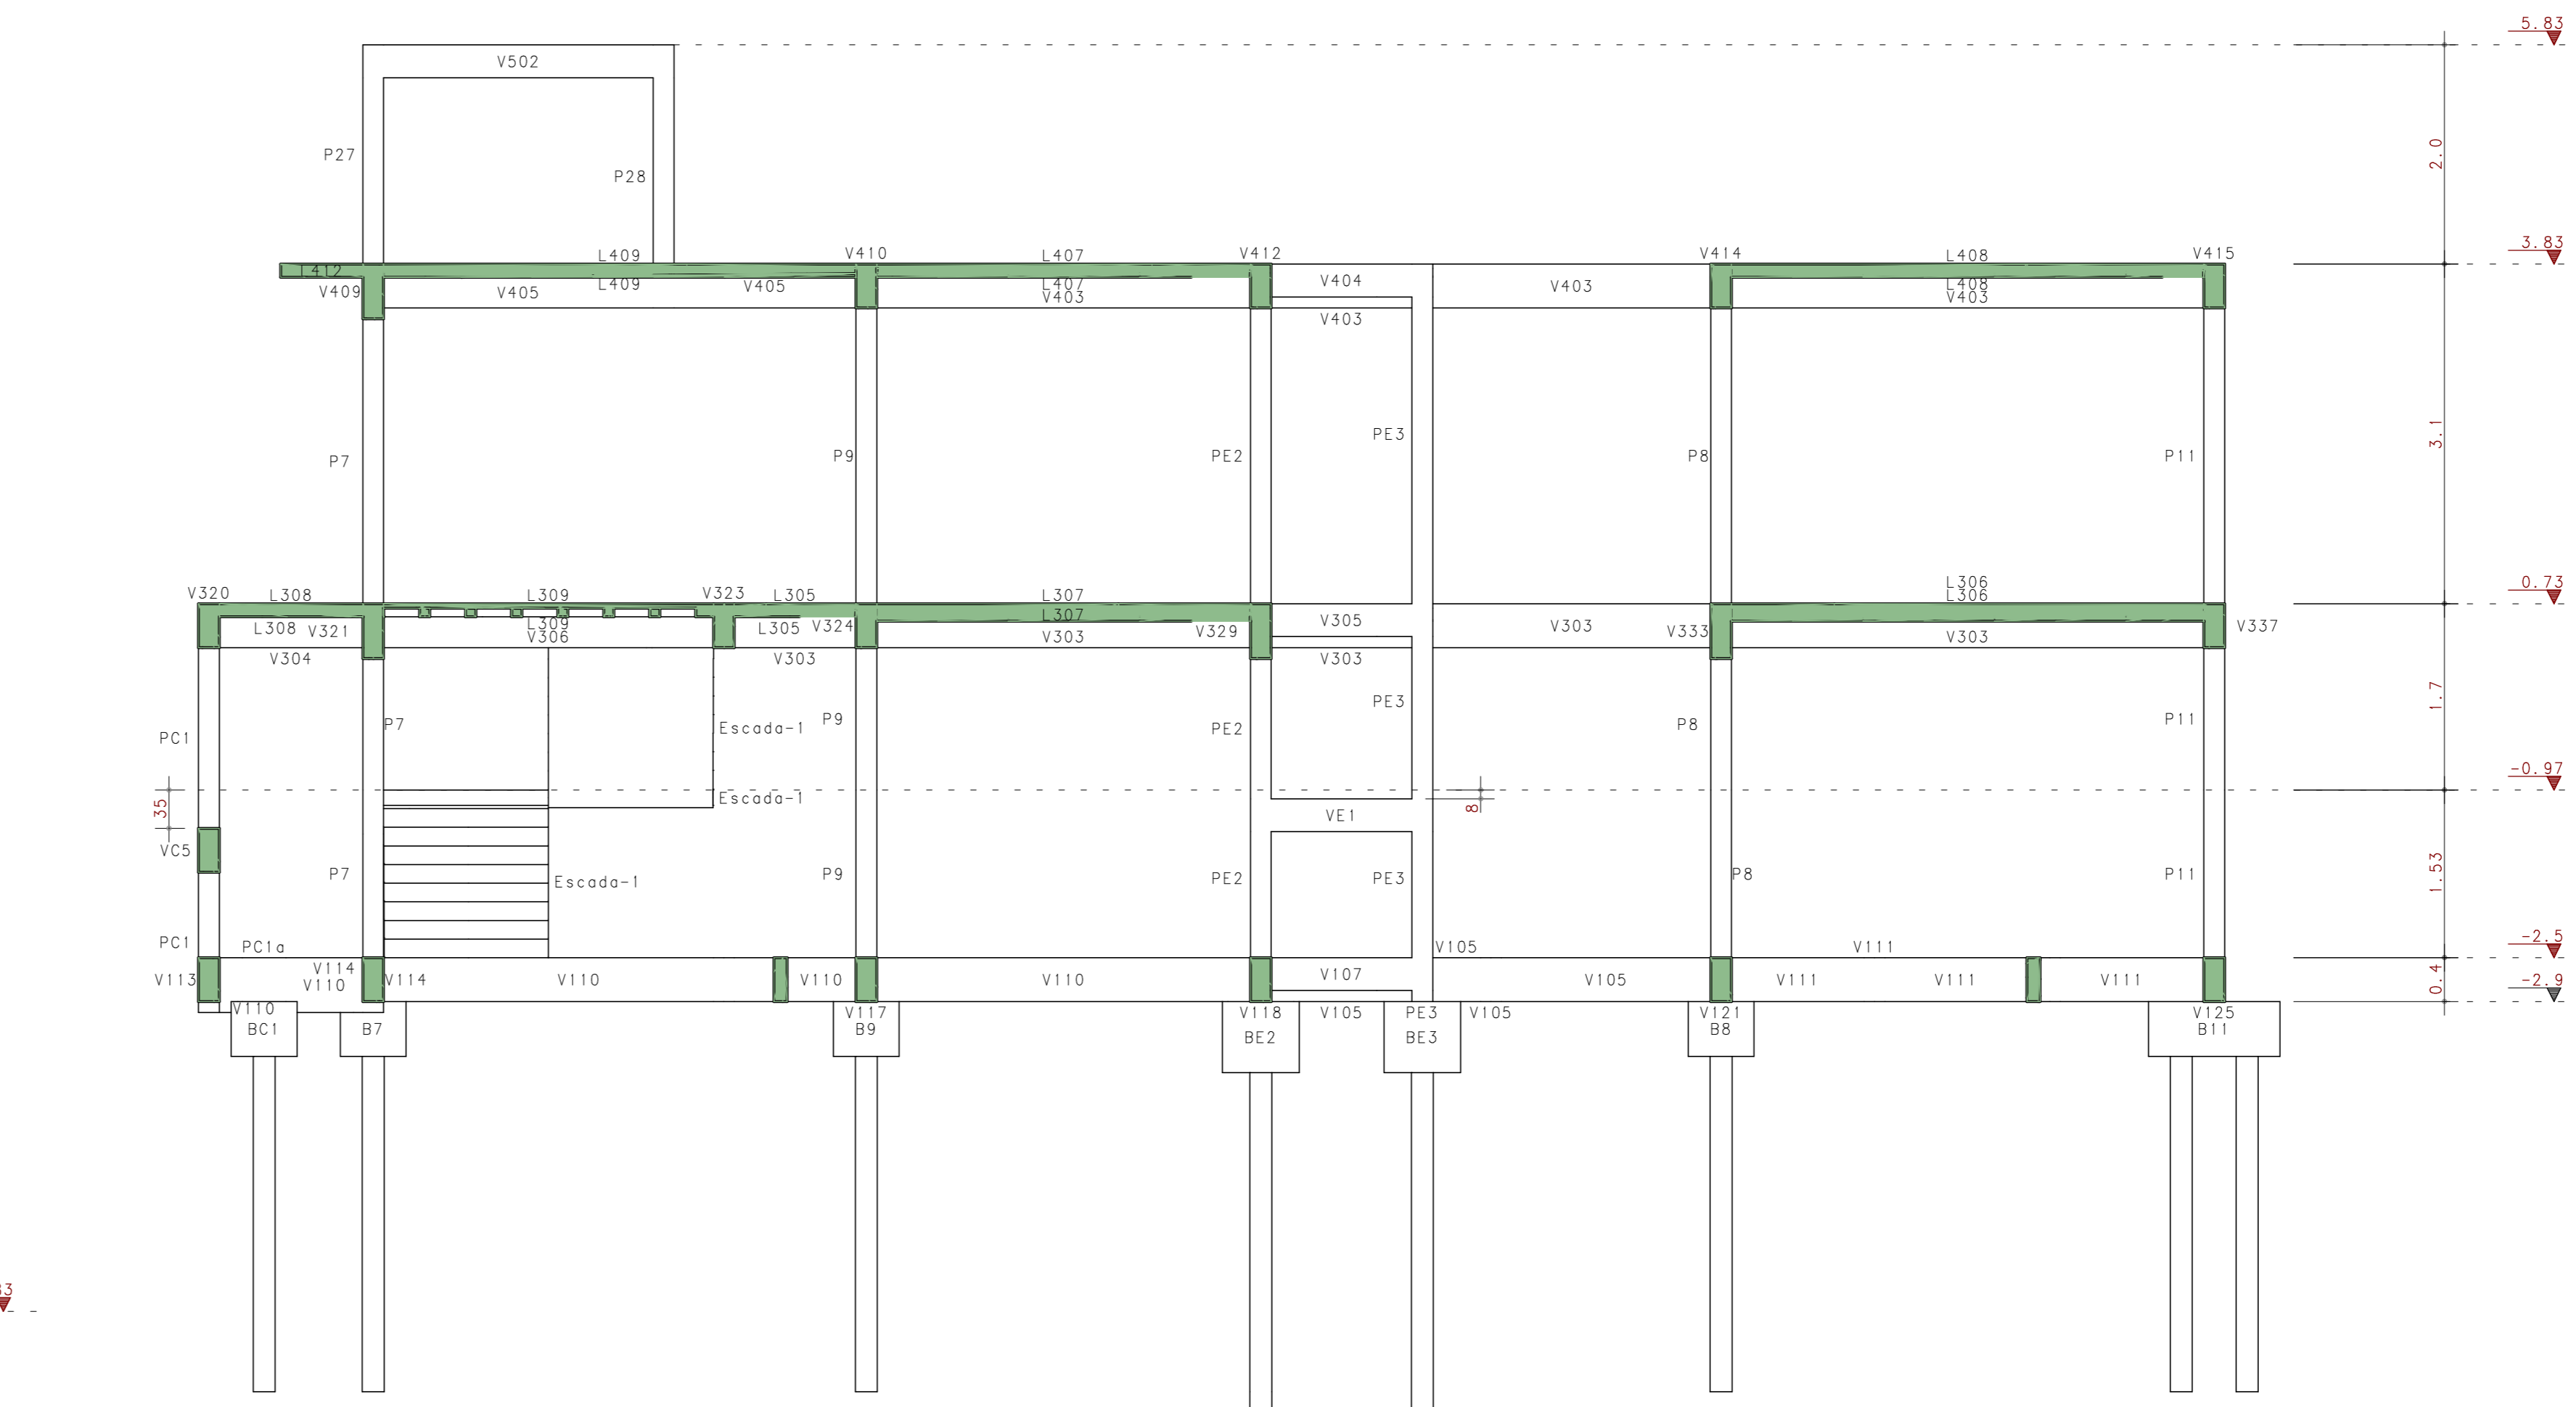 5.83
V502
2.0
P27
P28
3.83
L409
V410
L407
V412
V414
L408
V415
L412
V409
V405
L409
V405
L407
V403
V404
V403
L408
V403
V403
3.1
P7
P9
PE2
PE3
P8
P11
0.73
V320
L308
L309
V323
L305
L307
L306
L306
L308
V321
L309
V306
L305
V324
L307
V303
V329
V305
V303
V333
V303
V337
V304
V303
V303
1.7
PC1
P7
Escada-1
P9
PE2
PE3
P8
P11
-0.97
35
Escada-1
8
VE1
VC5
P7
Escada-1
P9
PE2
PE3
P8
P11
1.53
PC1
PC1a
V105
V111
-2.5
V113
V114
V110
V114
V110
V110
V110
V107
V105
V111
V111
V111
0.4
-2.9
V110
BC1
B7
V117
B9
V118
BE2
V105
PE3
BE3
V105
V121
B8
V125
B11